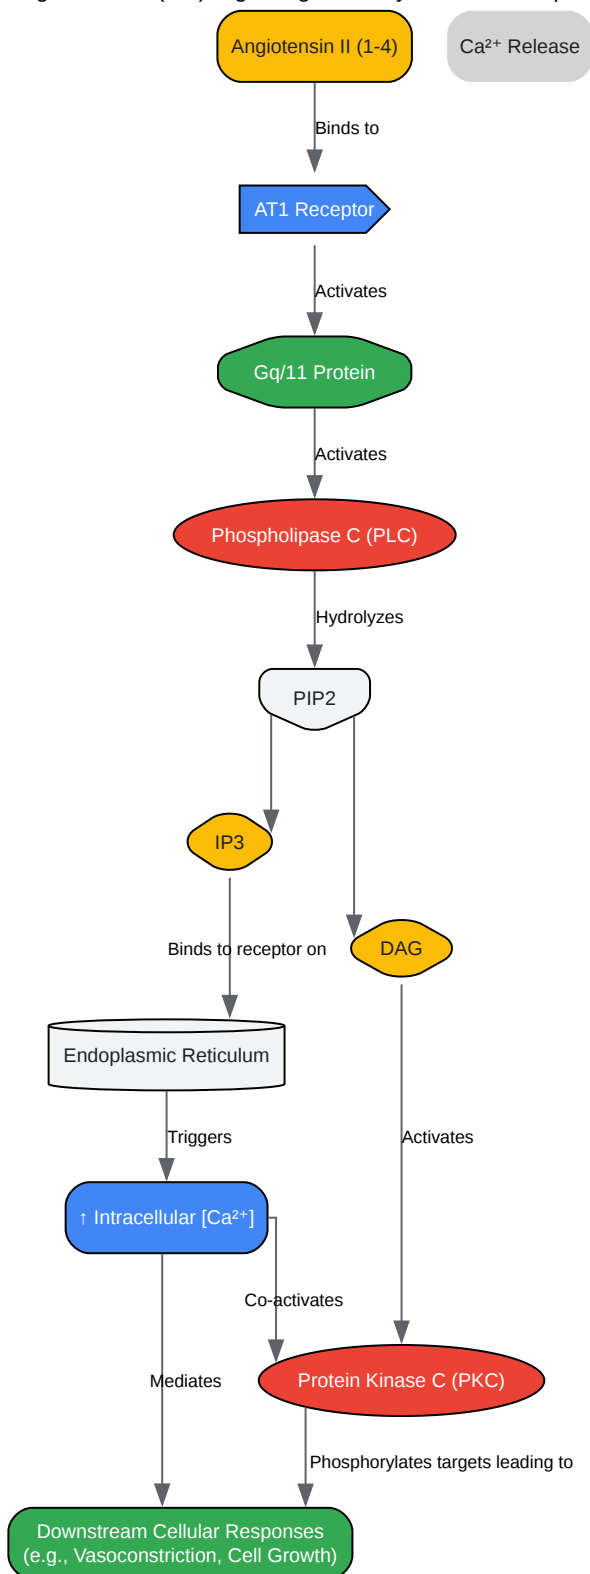 Angiotensin II (1-4)
Ca²⁺ Release
Binds to
AT1 Receptor
Activates
Gq/11 Protein
Activates
Phospholipase C (PLC)
Hydrolyzes
PIP2
IP3
Binds to receptor on
DAG
Endoplasmic Reticulum
Triggers
Activates
↑ Intracellular [Ca²⁺]
Co-activates
Mediates
Protein Kinase C (PKC)
Phosphorylates targets leading to
Downstream Cellular Responses
(e.g., Vasoconstriction, Cell Growth)